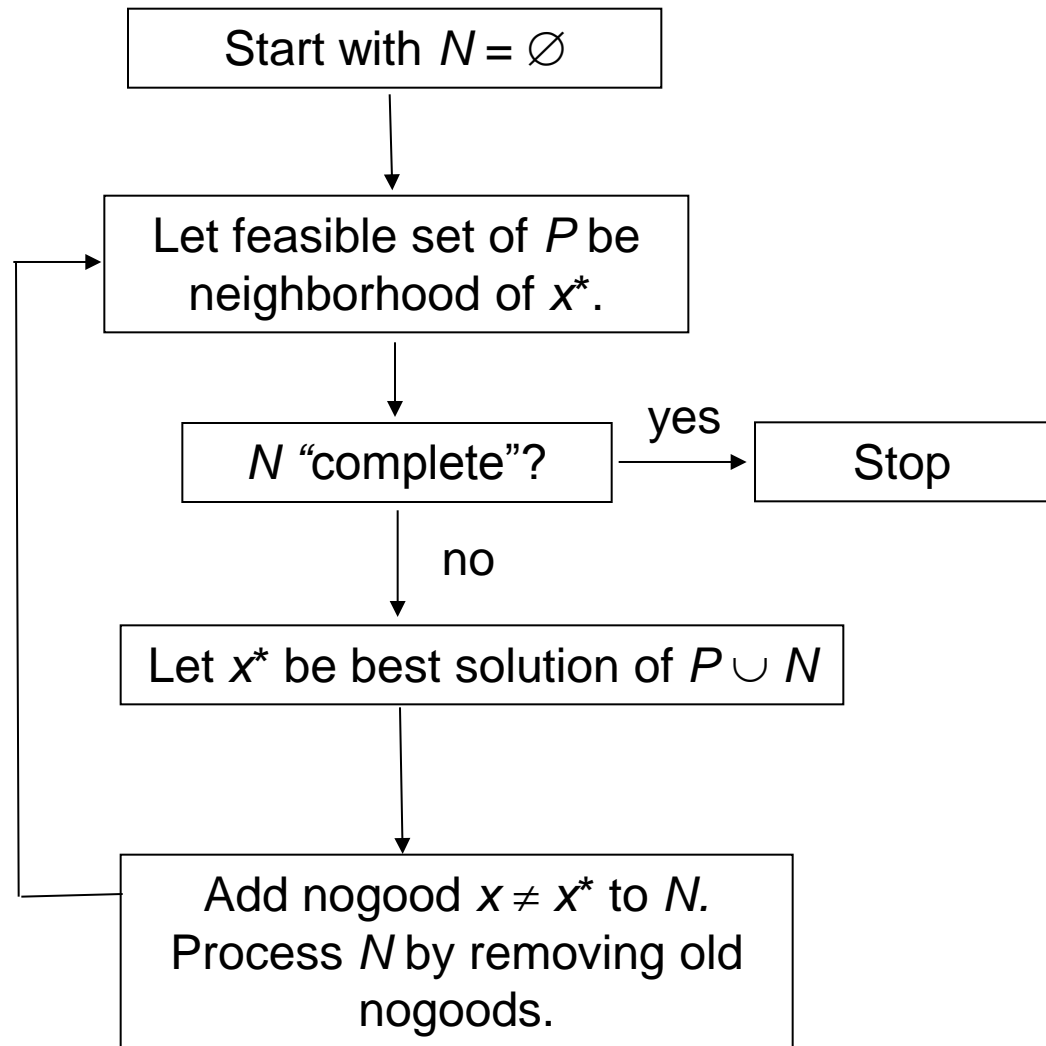 Start with N = ∅
Let feasible set of P be
neighborhood of x*.
N “complete”?
yes
Stop
no
Let x* be best solution of P ∪ N
Add nogood x ≠ x* to N.
Process N by removing old
nogoods.